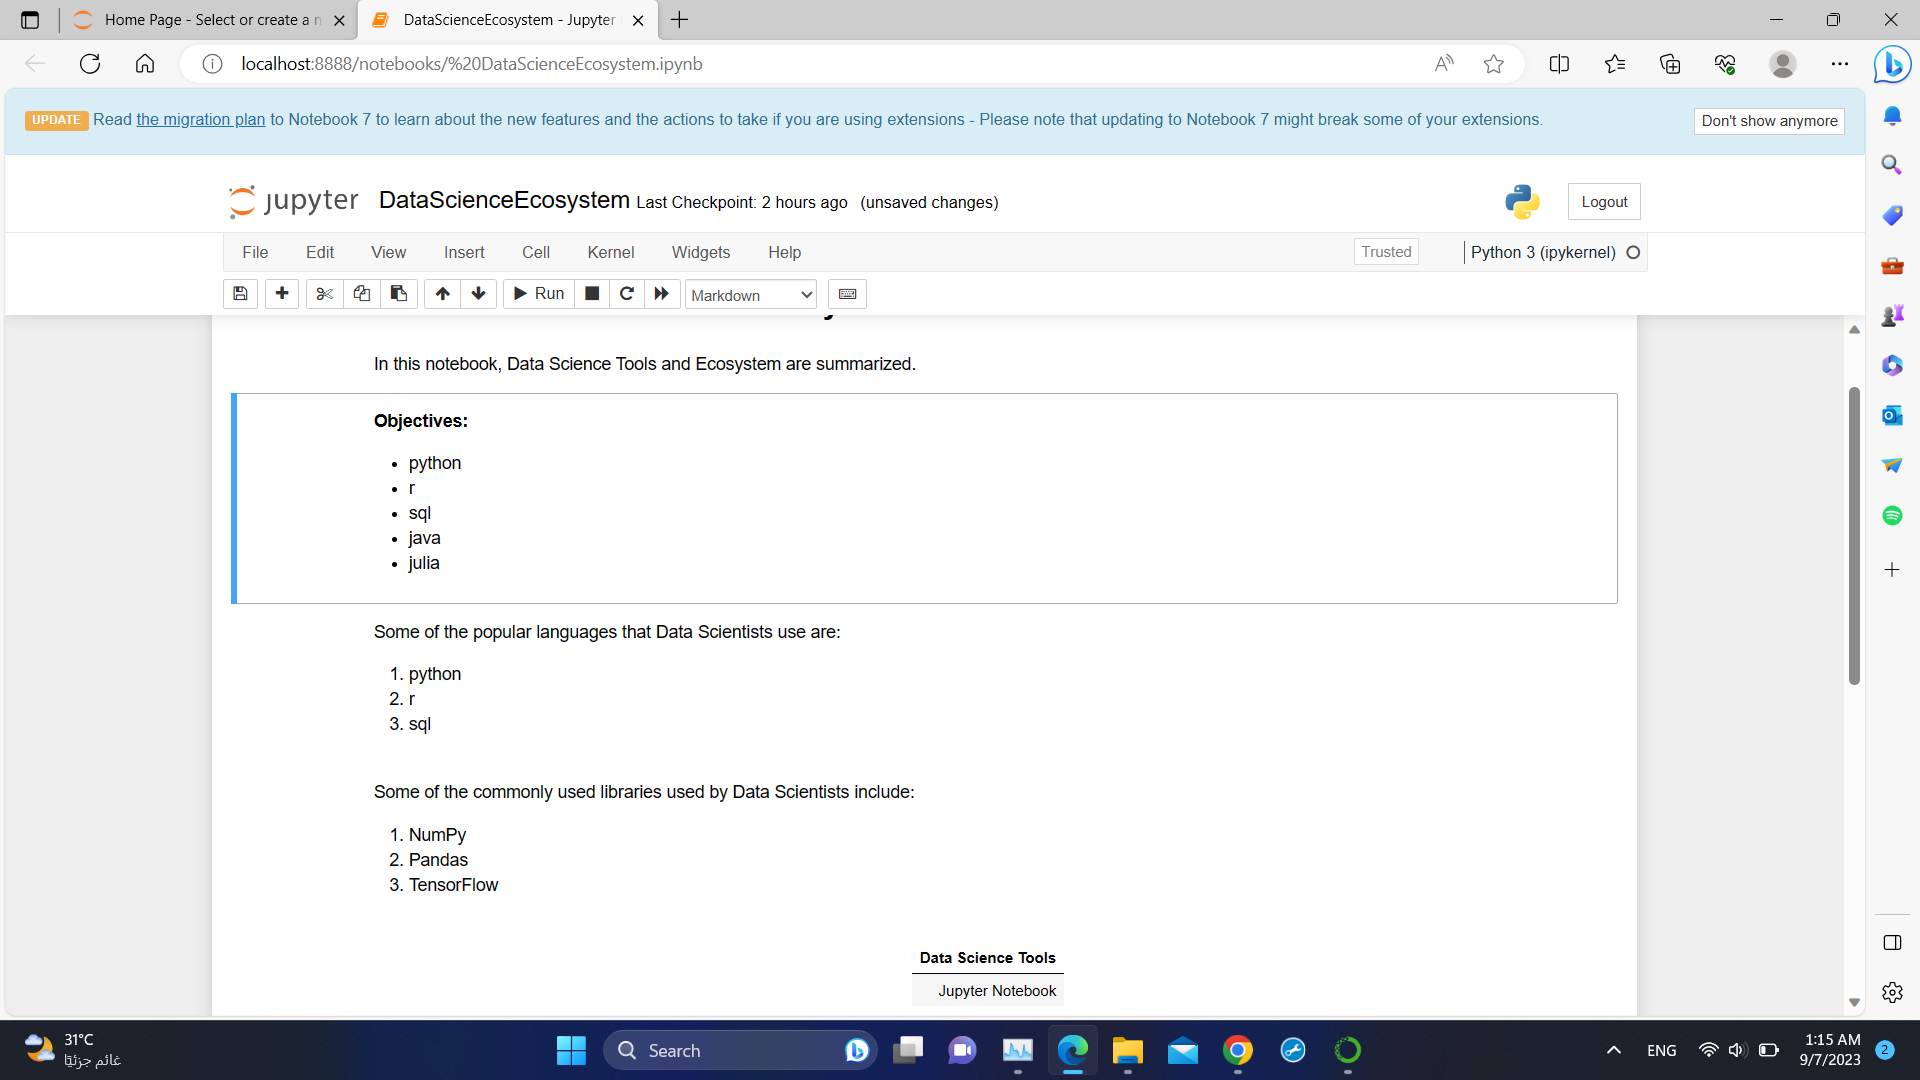 Home Page - Select or create a n
DataScienceEcosystem - Jupyter
localhost:8888/notebooks/%20DataScienceEcosystem.ipynb
UPDATE Read the migration plan to Notebook 7 to learn about the new features and the actions to take if you are using extensions - Please note that updating to Notebook 7 might break some of your extensions.
Don't show anymore
jupyter DataScienceEcosystem Last Checkpoint: 2 hours ago (unsaved changes)
Logout
File Edit View Insert Cell Kernel Widgets Help
Trusted
Python 3 (ipykernel)
Run
Markdown
In this notebook, Data Science Tools and Ecosystem are summarized.
Objectives:
• python
• r
• sql
• java
• julia
Some of the popular languages that Data Scientists use are:
1. python
2. r
3. sql
Some of the commonly used libraries used by Data Scientists include:
1. NumPy
2. Pandas
3. TensorFlow
Data Science Tools
Jupyter Notebook
31°C
غائم جزئيًا
Search
ENG
1:15 AM
9/7/2023
2